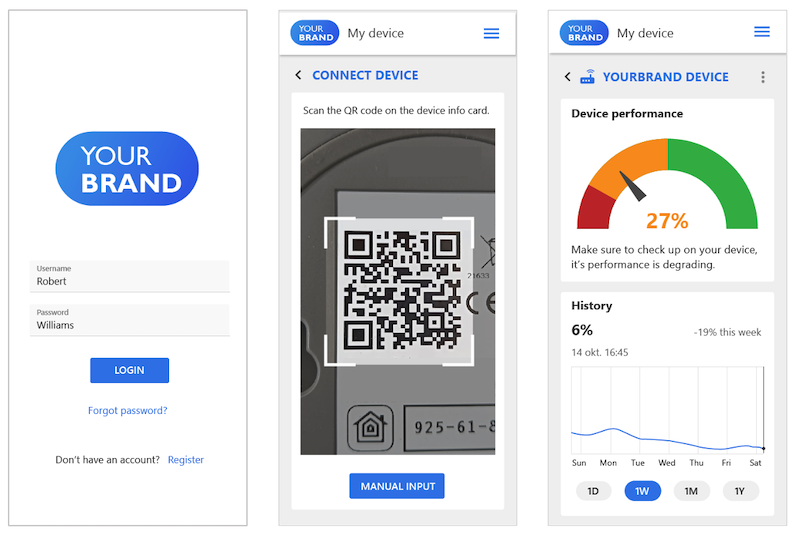 YOUR
BRAND
Username
Robert
Password
Williams
LOGIN
Forgot password?
Don't have an account? Register
YOUR
BRAND
My device
CONNECT DEVICE
Scan the QR code on the device info card.
21633
CE
925-61-8
MANUAL INPUT
YOUR
BRAND
My device
YOURBRAND DEVICE
Device performance
27%
Make sure to check up on your device,
it's performance is degrading.
History
6%
-19% this week
14 okt. 16:45
Sun Mon Tue Wed Thu Fri Sat
1D 1W 1M 1Y